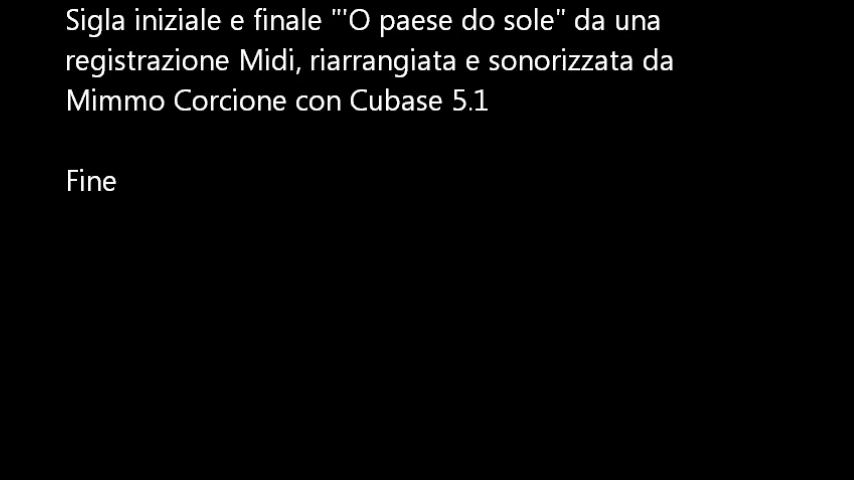 Sigla iniziale e finale "'O paese do sole" da una
registrazione Midi, riarrangiata e sonorizzata da
Mimmo Corcione con Cubase 5.1
Fine